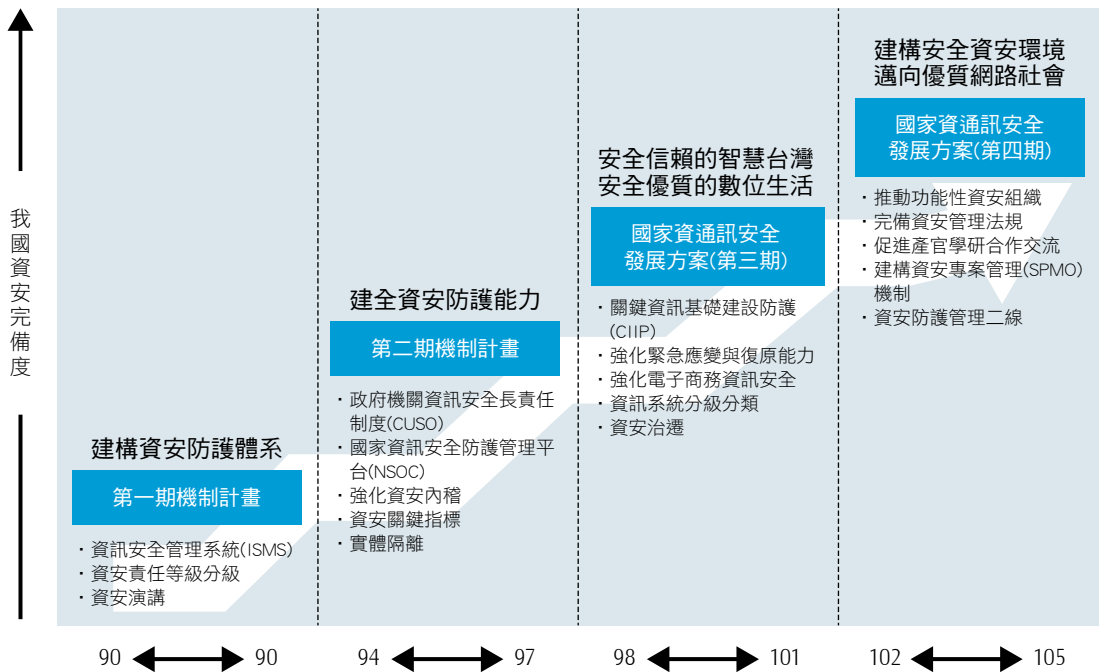 我國資安完備度
建構資安防護體系
第一期機制計畫
・資訊安全管理系統(ISMS)
・資安責任等級分級
・資安演講
建全資安防護能力
第二期機制計畫
・政府機關資訊安全長責任
制度(CUSO)
・國家資訊安全防護管理平
台(NSOC)
・強化資安內稽
・資安關鍵指標
・實體隔離
安全信賴的智慧台灣
安全優質的數位生活
國家資通訊安全
發展方案(第三期)
・關鍵資訊基礎建設防護
(CIIP)
・強化緊急應變與復原能力
・強化電子商務資訊安全
・資訊系統分級分類
・資安治遷
建構安全資安環境
邁向優質網路社會
國家資通訊安全
發展方案(第四期)
・推動功能性資安組織
・完備資安管理法規
・促進產官學研合作交流
・建構資安專案管理(SPMO)
機制
・資安防護管理二線
90 90
94 97
98 101
102 105